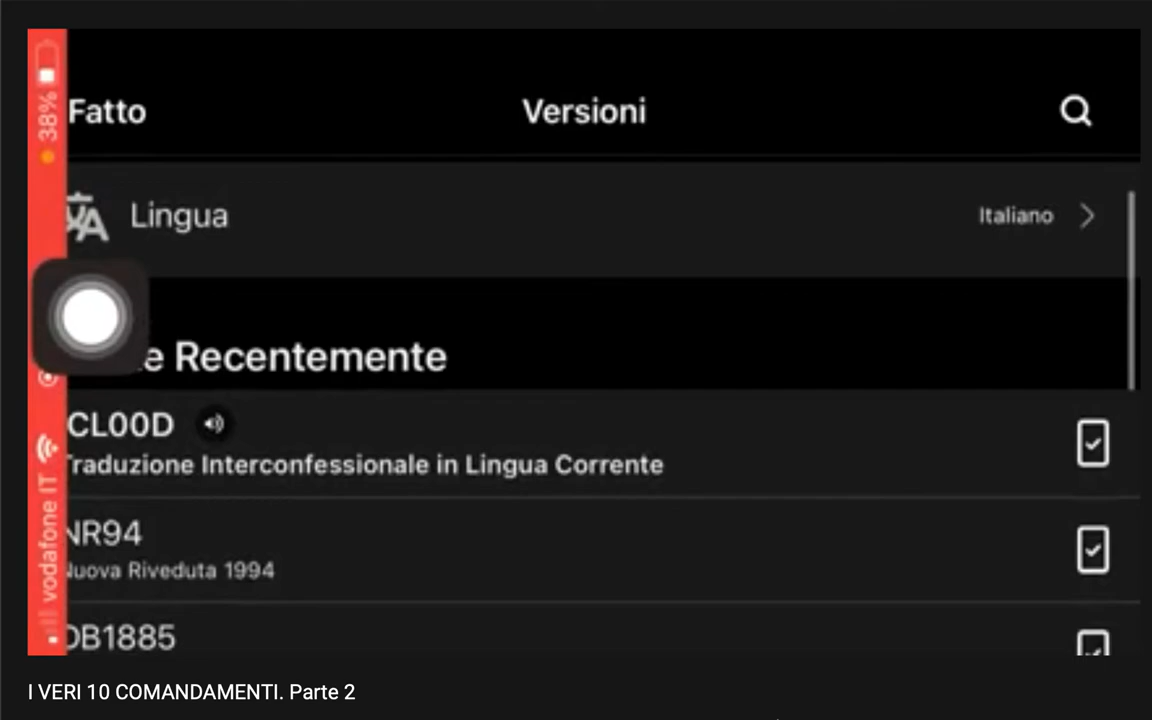 38%
vodafone IT
Fatto
Versioni
Lingua
Italiano
Recentemente
CL00D
Traduzione Interconfessionale in Lingua Corrente
NR94
Nuova Riveduta 1994
DB1885
I VERI 10 COMANDAMENTI. Parte 2